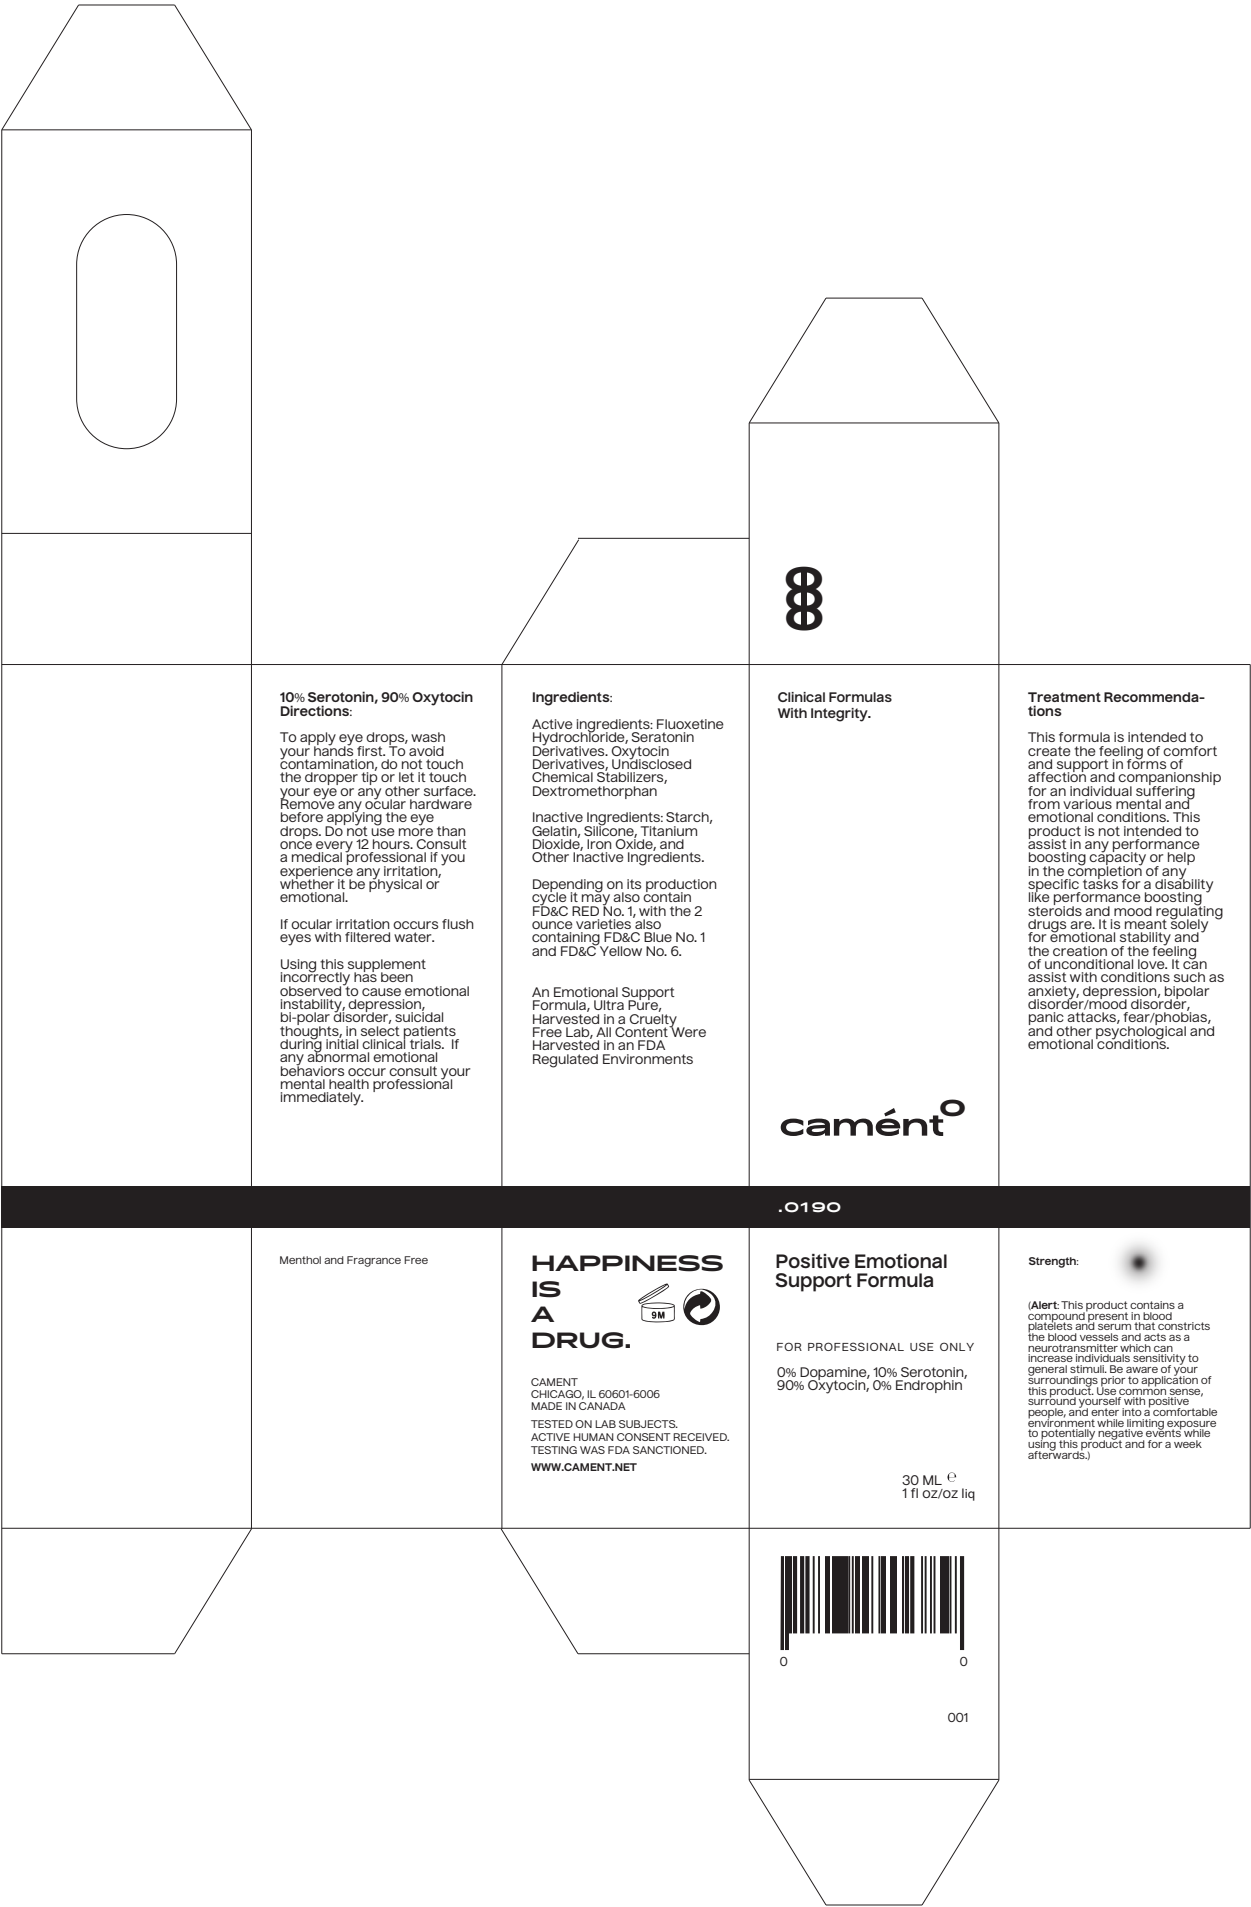 10% Serotonin, 90% Oxytocin
Directions:
To apply eye drops, wash
your hands first. To avoid
contamination, do not touch
the dropper tip or let it touch
your eye or any other surface.
Remove any ocular hardware
before applying the eye
drops. Do not use more than
once every 12 hours. Consult
a medical professional if you
experience any irritation,
whether it be physical or
emotional.
If ocular irritation occurs flush
eyes with filtered water.
Using this supplement
incorrectly has been
observed to cause emotional
instability, depression,
bi-polar disorder, suicidal
thoughts, in select patients
during initial clinical trials.  If
any abnormal emotional
behaviors occur consult your
mental health professional
immediately.
Ingredients:
Active ingredients: Fluoxetine
Hydrochloride, Seratonin
Derivatives. Oxytocin
Derivatives, Undisclosed
Chemical Stabilizers,
Dextromethorphan
Inactive Ingredients: Starch,
Gelatin, Silicone, Titanium
Dioxide, Iron Oxide, and
Other Inactive Ingredients.
Depending on its production
cycle it may also contain
FD&C RED No. 1, with the 2
ounce varieties also
containing FD&C Blue No. 1
and FD&C Yellow No. 6.
An Emotional Support
Formula, Ultra Pure,
Harvested in a Cruelty
Free Lab, All Content Were
Harvested in an FDA
Regulated Environments
Clinical Formulas
With Integrity.
camént°
Treatment Recommenda-
tions
This formula is intended to
create the feeling of comfort
and support in forms of
affection and companionship
for an individual suffering
from various mental and
emotional conditions. This
product is not intended to
assist in any performance
boosting capacity or help
in the completion of any
specific tasks for a disability
like performance boosting
steroids and mood regulating
drugs are. It is meant solely
for emotional stability and
the creation of the feeling
of unconditional love. It can
assist with conditions such as
anxiety, depression, bipolar
disorder/mood disorder,
panic attacks, fear/phobias,
and other psychological and
emotional conditions.
.0190
Menthol and Fragrance Free
HAPPINESS
IS
A
DRUG.
9M
CAMENT
CHICAGO, IL 60601-6006
MADE IN CANADA
TESTED ON LAB SUBJECTS.
ACTIVE HUMAN CONSENT RECEIVED.
TESTING WAS FDA SANCTIONED.
WWW.CAMENT.NET
Positive Emotional
Support Formula
FOR PROFESSIONAL USE ONLY
0% Dopamine, 10% Serotonin,
90% Oxytocin, 0% Endrophin
30 ML ℮
1 fl oz/oz liq
Strength:
(Alert: This product contains a
compound present in blood
platelets and serum that constricts
the blood vessels and acts as a
neurotransmitter which can
increase individuals sensitivity to
general stimuli. Be aware of your
surroundings prior to application of
this product. Use common sense,
surround yourself with positive
people, and enter into a comfortable
environment while limiting exposure
to potentially negative events while
using this product and for a week
afterwards.)
0 0
001